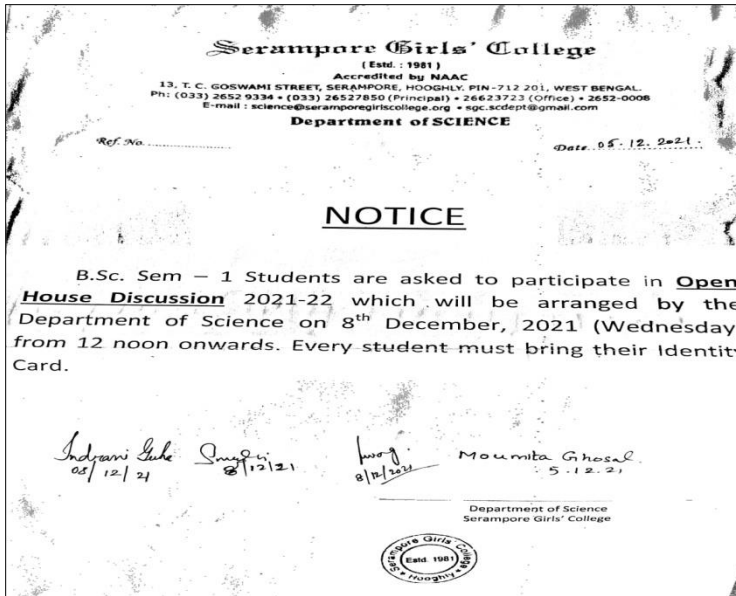 Serampore Girls' College
( Estd. : 1981 )
Accredited by NAAC
13, T. C. GOSWAMI STREET, SERAMPORE, HOOGHLY. PIN-712 201, WEST BENGAL.
Ph: (033) 2652 9334 • (033) 26527850 (Principal) • 26623723 (Office) • 2652-0008
E-mail : science@seramporegirlscollege.org • sgc.scdept@gmail.com
Department of SCIENCE
Ref. No. Date 05.12.2021.
NOTICE
B.Sc. Sem – 1 Students are asked to participate in Open
House Discussion 2021-22 which will be arranged by the
Department of Science on 8th December, 2021 (Wednesday
from 12 noon onwards. Every student must bring their Identity
Card.
Indrani Guha Moumita Ghosal.
08/12/21 8/12/21 8/12/2021 5.12.21
Department of Science
Serampore Girls' College
Serampore Girls' College
Estd. 1981
Hooghly